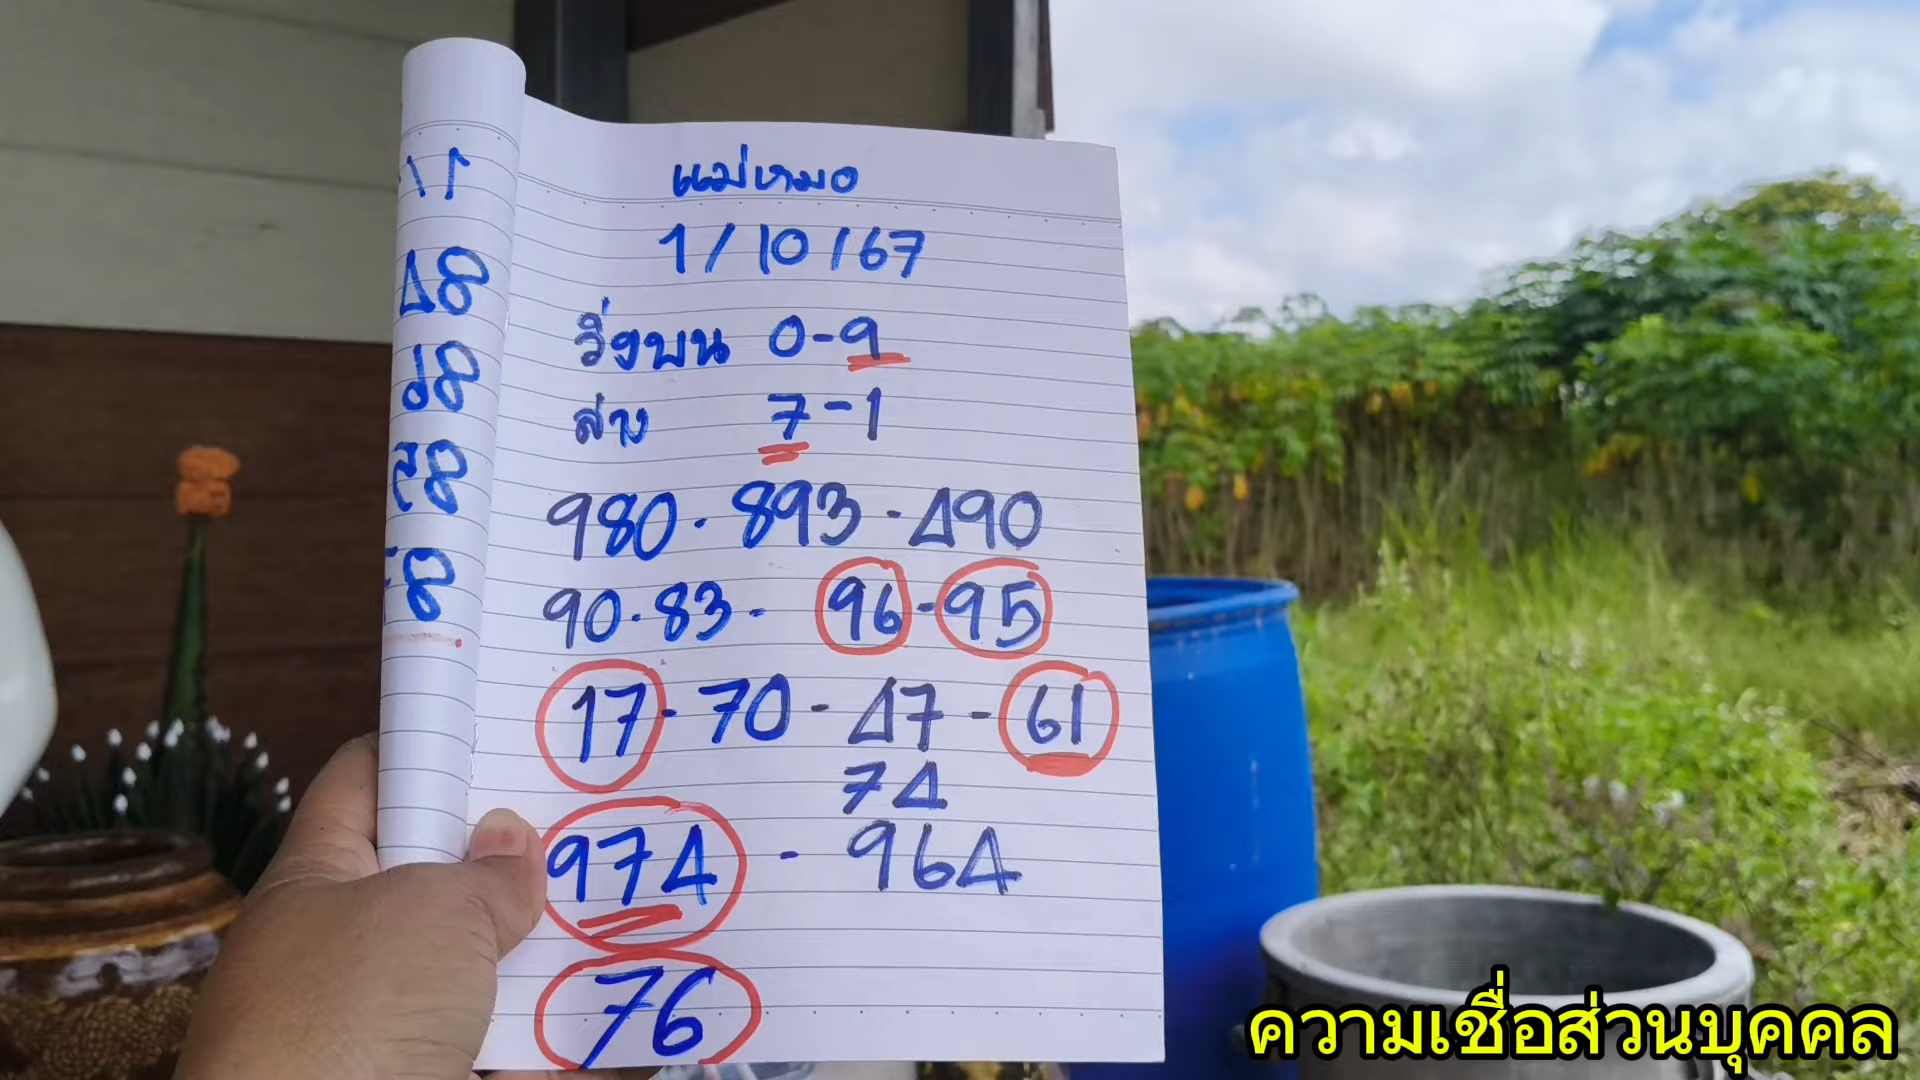 แม่หมอ
1/10/67
วิ่งบน 0-9
ล่าง 7-1
980-893-490
90-83- 96-95
17-70-47-61
74
974 - 964
76
ความเชื่อส่วนบุคคล